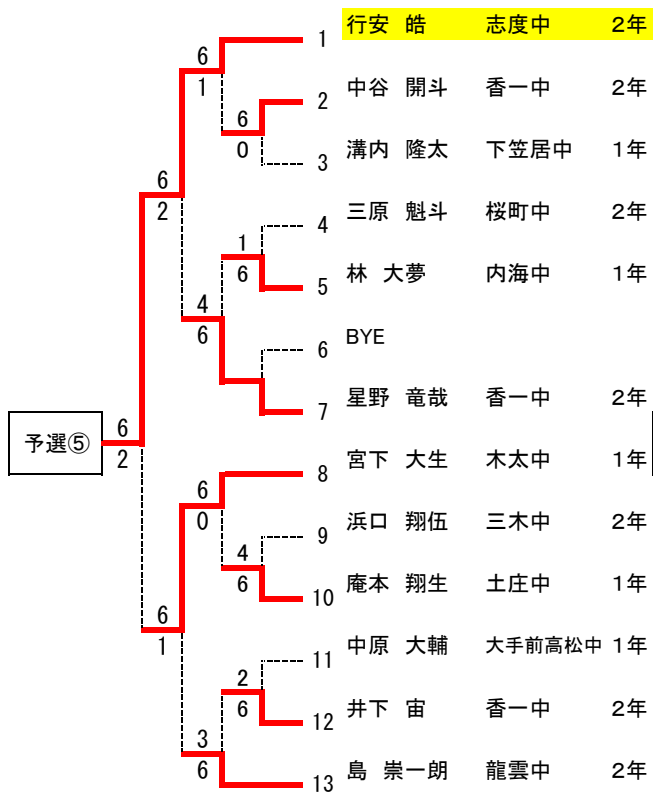 1 行安 皓 志度中 2年
6
1
2 中谷 開斗 香一中 2年
6
0
3 溝内 隆太 下笠居中 1年
6
2
4 三原 魁斗 桜町中 2年
1
6
5 林 大夢 内海中 1年
4
6
6 BYE
7 星野 竜哉 香一中 2年
予選⑤
6
2
8 宮下 大生 木太中 1年
6
0
9 浜口 翔伍 三木中 2年
4
6
10 庵本 翔生 土庄中 1年
6
1
11 中原 大輔 大手前高松中 1年
2
6
12 井下 宙 香一中 2年
3
6
13 島 崇一朗 龍雲中 2年